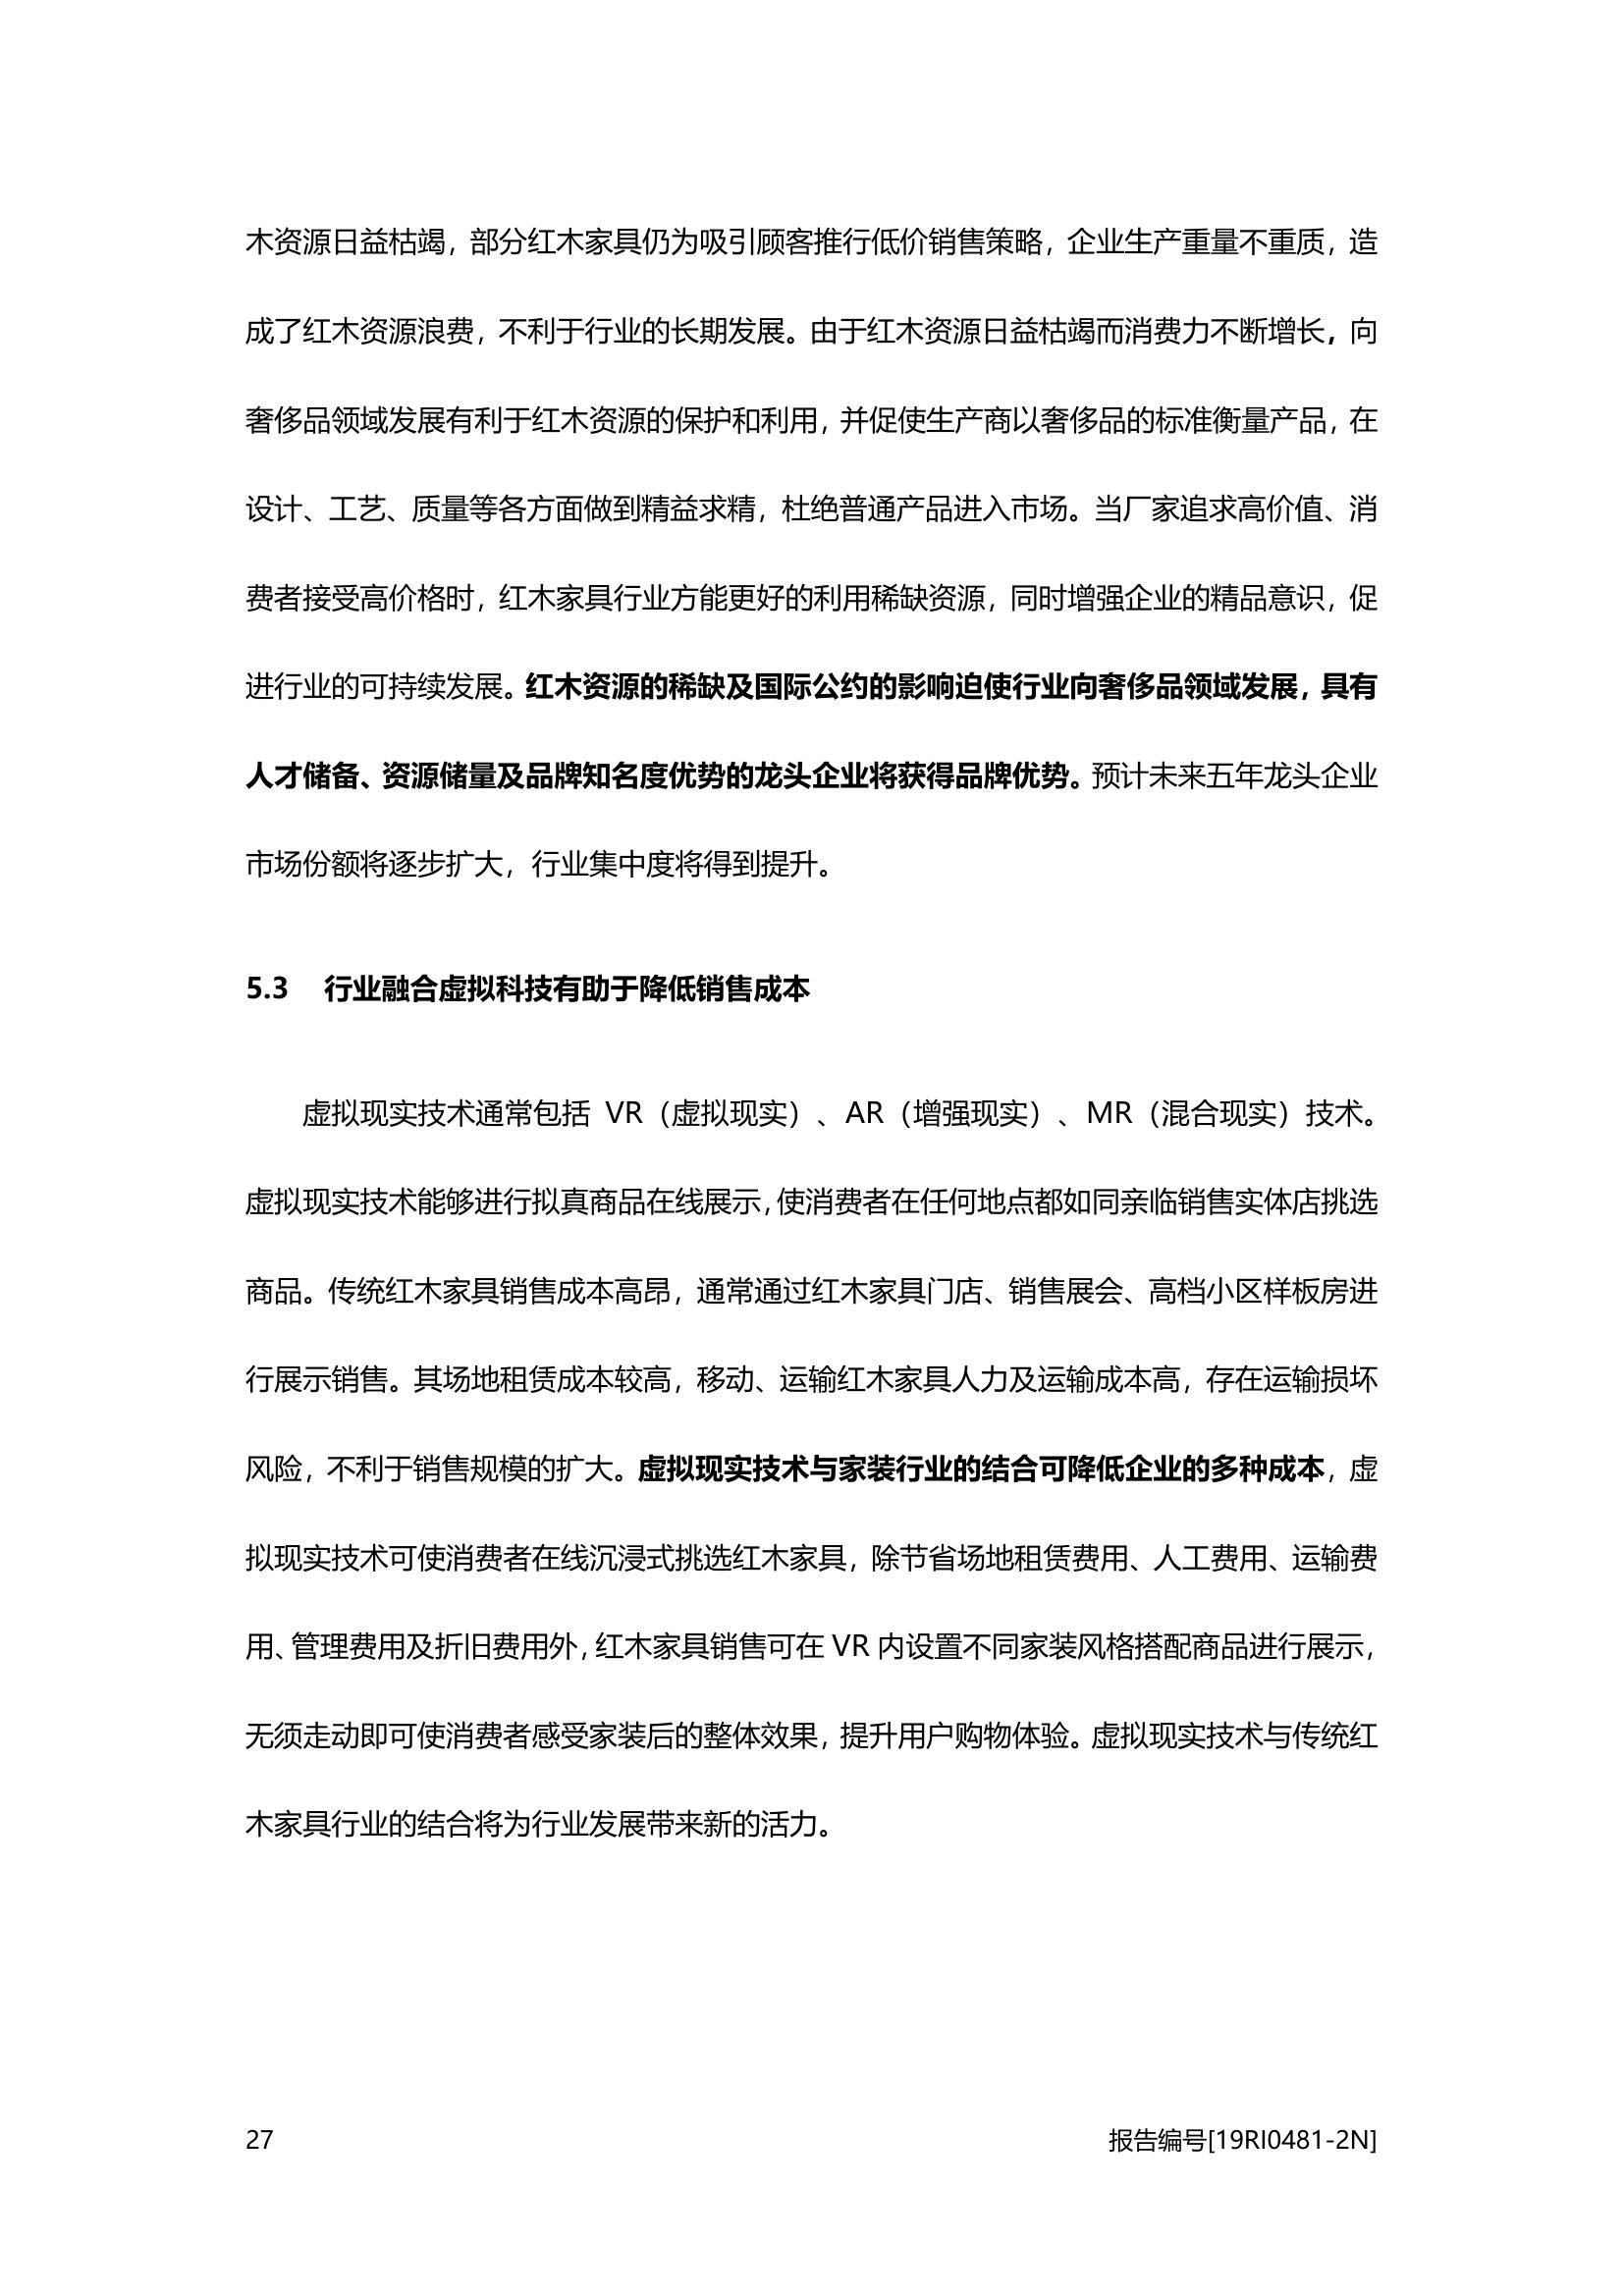 木资源日益枯竭，部分红木家具仍为吸引顾客推行低价销售策略，企业生产重量不重质，造
成了红木资源浪费，不利于行业的长期发展。由于红木资源日益枯竭而消费力不断增长，向
奢侈品领域发展有利于红木资源的保护和利用，并促使生产商以奢侈品的标准衡量产品，在
设计、工艺、质量等各方面做到精益求精，杜绝普通产品进入市场。当厂家追求高价值、消
费者接受高价格时，红木家具行业方能更好的利用稀缺资源，同时增强企业的精品意识，促
进行业的可持续发展。红木资源的稀缺及国际公约的影响迫使行业向奢侈品领域发展，具有
人才储备、资源储量及品牌知名度优势的龙头企业将获得品牌优势。预计未来五年龙头企业
市场份额将逐步扩大，行业集中度将得到提升。
5.3 行业融合虚拟科技有助于降低销售成本
虚拟现实技术通常包括 VR（虚拟现实）、AR（增强现实）、MR（混合现实）技术。
虚拟现实技术能够进行拟真商品在线展示，使消费者在任何地点都如同亲临销售实体店挑选
商品。传统红木家具销售成本高昂，通常通过红木家具门店、销售展会、高档小区样板房进
行展示销售。其场地租赁成本较高，移动、运输红木家具人力及运输成本高，存在运输损坏
风险，不利于销售规模的扩大。虚拟现实技术与家装行业的结合可降低企业的多种成本，虚
拟现实技术可使消费者在线沉浸式挑选红木家具，除节省场地租赁费用、人工费用、运输费
用、管理费用及折旧费用外，红木家具销售可在 VR 内设置不同家装风格搭配商品进行展示，
无须走动即可使消费者感受家装后的整体效果，提升用户购物体验。虚拟现实技术与传统红
木家具行业的结合将为行业发展带来新的活力。
27 报告编号[19RI0481-2N]